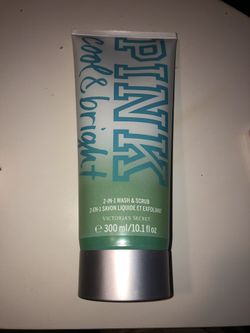 PINK
cool & bright
2-IN-1 WASH & SCRUB
2-EN-1 SAVON LIQUIDE ET EXFOLIANT
VICTORIA'S SECRET
℮ 300 ml/10.1 fl oz